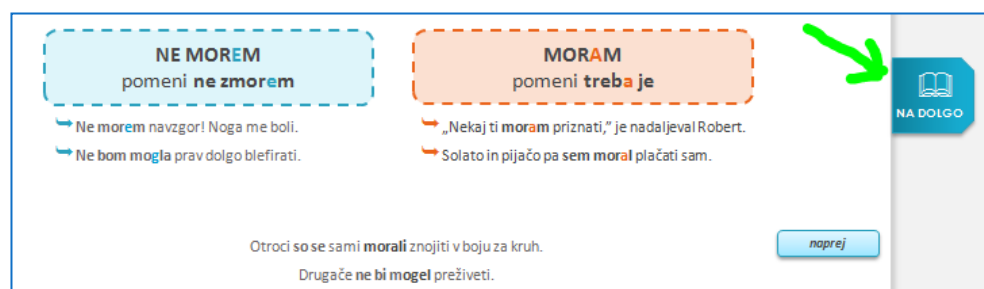 NE MOREM
pomeni ne zmorem
Ne morem navzgor! Noga me boli.
Ne bom mogla prav dolgo blefirati.
MORAM
pomeni treba je
„Nekaj ti moram priznati,” je nadaljeval Robert.
Solato in pijačo pa sem moral plačati sam.
NA DOLGO
Otroci so se sami morali znojiti v boju za kruh.
Drugače ne bi mogel preživeti.
naprej